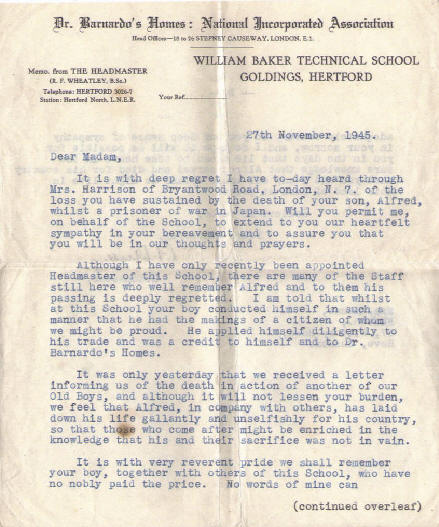 Dr. Barnardo's Homes: National Incorporated Association
Head Offices—18 to 26 STEPNEY CAUSEWAY, LONDON, E.1.
WILLIAM BAKER TECHNICAL SCHOOL
GOLDINGS, HERTFORD
Memo. from THE HEADMASTER
(R. F. WHEATLEY, B.Sc.)
Telephone: HERTFORD 3026-7
Station: Hertford North, L.N.E.R.
Your Ref.
27th November, 1945.
Dear Madam,
It is with deep regret I have to-day heard through
Mrs. Harrison of Bryantwood Road, London, N. 7. of the
loss you have sustained by the death of your son, Alfred,
whilst a prisoner of war in Japan. Will you permit me,
on behalf of the School, to extend to you our heartfelt
sympathy in your bereavement and to assure you that
you will be in our thoughts and prayers.
Although I have only recently been appointed
Headmaster of this School, there are many of the Staff
still here who well remember Alfred and to them his
passing is deeply regretted. I am told that whilst
at this School your boy conducted himself in such a
manner that he had the makings of a citizen of whom
we might be proud. He applied himself diligently to
his trade and was a credit to himself and to Dr.
Barnardo's Homes.
It was only yesterday that we received a letter
informing us of the death in action of another of our
Old Boys, and although it will not lessen your burden,
we feel that Alfred, in company with others, has laid
down his life gallantly and unselfishly for his country,
so that those who come after might be enriched in the
knowledge that his and their sacrifice was not in vain.
It is with very reverent pride we shall remember
your boy, together with others of this School, who have
no nobly paid the price. No words of mine can
(continued overleaf)